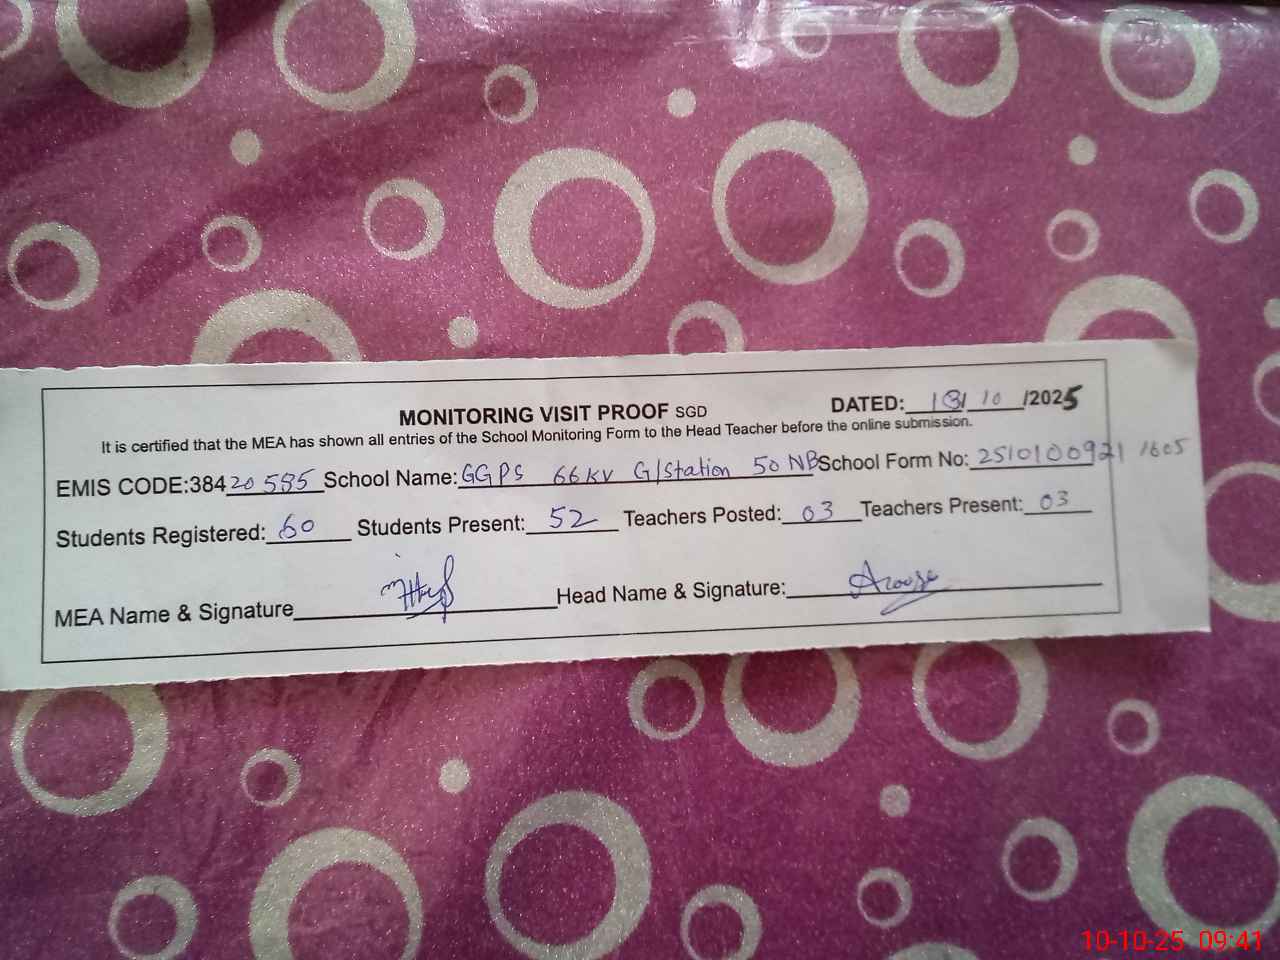 MONITORING VISIT PROOF SGD DATED: /10/2025
It is certified that the MEA has shown all entries of the School Monitoring Form to the Head Teacher before the online submission.
EMIS CODE:38420585 School Name: GGPS 66KV G/Station 50 NB School Form No: 2510100921 1605
Students Registered: 60 Students Present: 52 Teachers Posted: 03 Teachers Present: 03
MEA Name & Signature Head Name & Signature: Aroosa
10-10-25 09:41